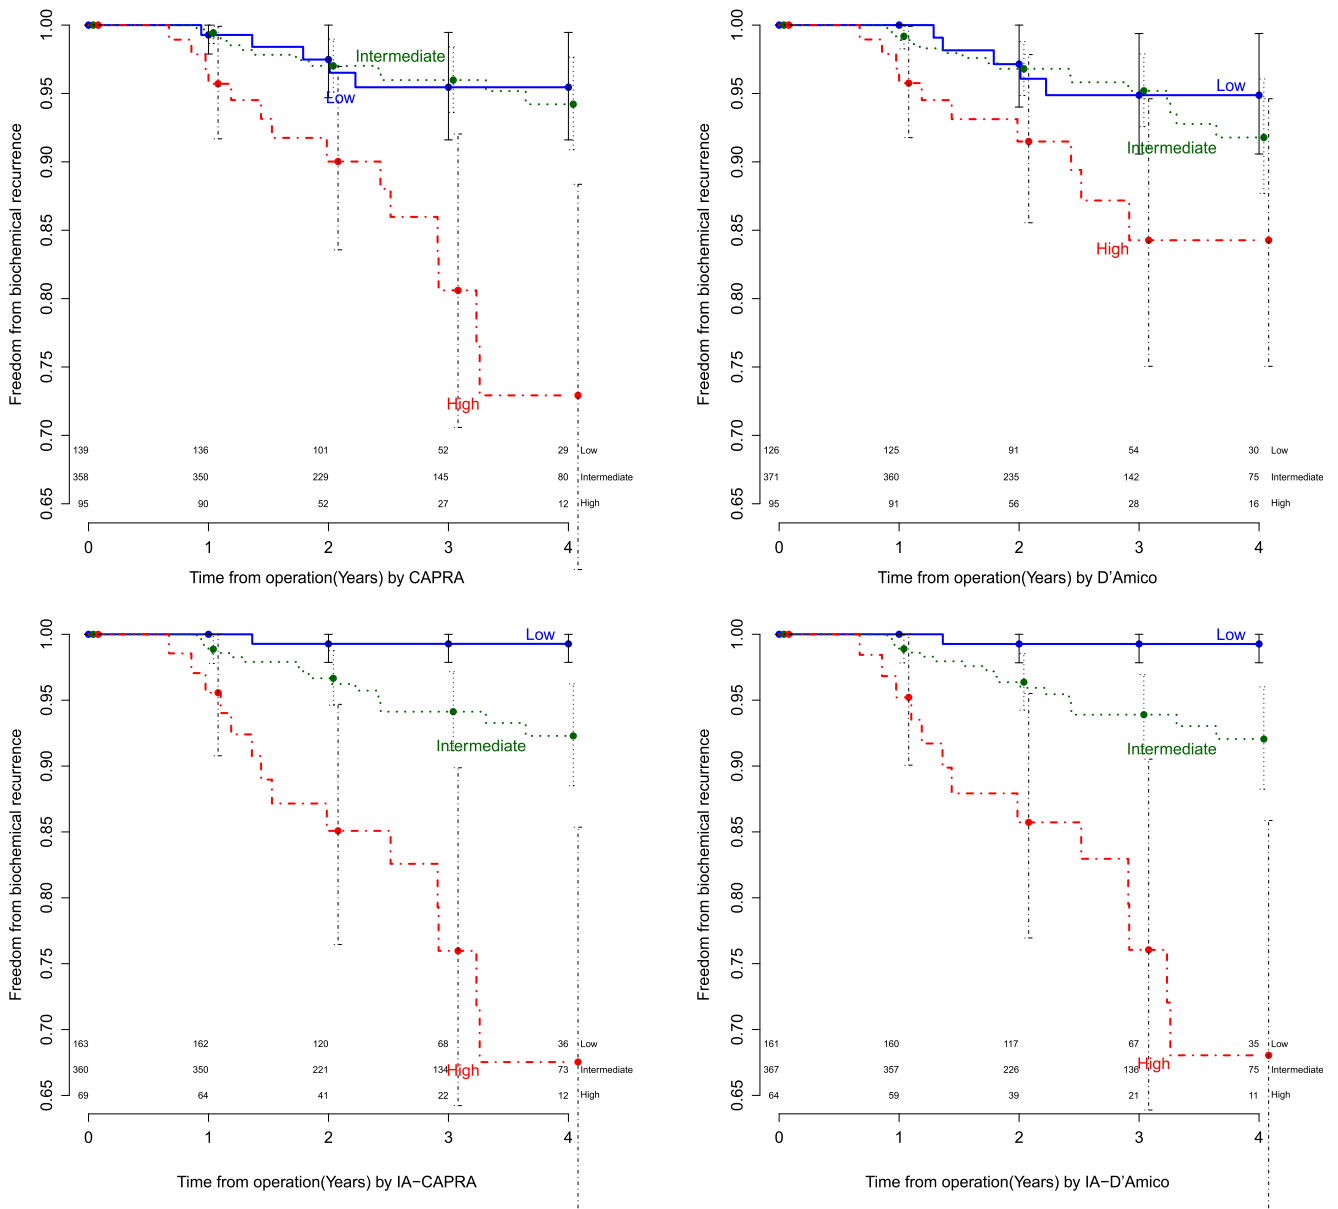 Freedom from biochemical recurrence
1.00
0.95
0.90
0.85
0.80
0.75
0.70
0.65
Intermediate
Low
High
139 136 101 52 29 Low
358 350 229 145 80 Intermediate
95 90 52 27 12 High
0 1 2 3 4
Time from operation(Years) by CAPRA
Freedom from biochemical recurrence
1.00
0.95
0.90
0.85
0.80
0.75
0.70
0.65
Low
Intermediate
High
126 125 91 54 30 Low
371 360 235 142 75 Intermediate
95 91 56 28 16 High
0 1 2 3 4
Time from operation(Years) by D'Amico
Freedom from biochemical recurrence
1.00
0.95
0.90
0.85
0.80
0.75
0.70
0.65
Low
Intermediate
High
163 162 120 68 36 Low
360 350 221 134 73 Intermediate
69 64 41 22 12 High
0 1 2 3 4
Time from operation(Years) by IA−CAPRA
Freedom from biochemical recurrence
1.00
0.95
0.90
0.85
0.80
0.75
0.70
0.65
Low
Intermediate
High
161 160 117 67 35 Low
367 357 226 136 75 Intermediate
64 59 39 21 11 High
0 1 2 3 4
Time from operation(Years) by IA−D'Amico